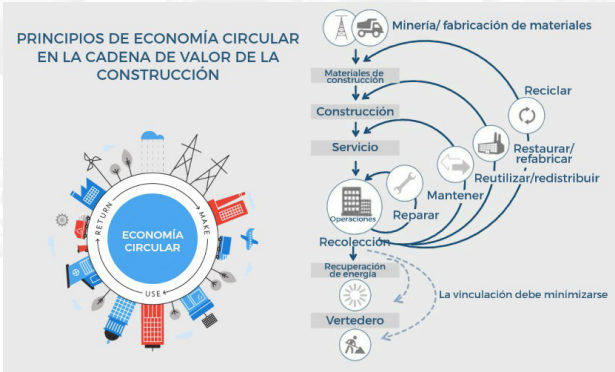 PRINCIPIOS DE ECONOMÍA CIRCULAR
EN LA CADENA DE VALOR DE LA
CONSTRUCCIÓN
RETURN
MAKE
USE
ECONOMÍA
CIRCULAR
Minería/ fabricación de materiales
Materiales de
construcción
Reciclar
Construcción
Servicio
Restaurar/
refabricar
Reutilizar/redistribuir
Mantener
Reparar
Operaciones
Recolección
Recuperación
de energía
La vinculación debe minimizarse
Vertedero